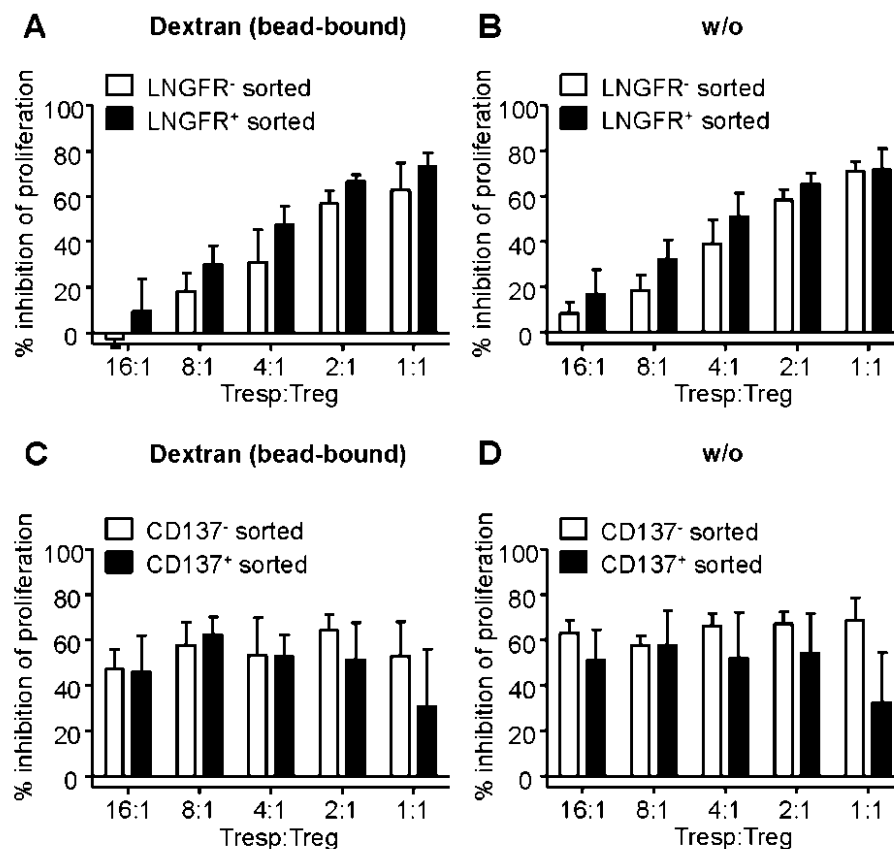 A Dextran (bead-bound)
LNGFR⁻ sorted
LNGFR⁺ sorted
% inhibition of proliferation
100
80
60
40
20
0
16:1 8:1 4:1 2:1 1:1
Tresp:Treg
B w/o
LNGFR⁻ sorted
LNGFR⁺ sorted
% inhibition of proliferation
100
80
60
40
20
0
16:1 8:1 4:1 2:1 1:1
Tresp:Treg
C Dextran (bead-bound)
CD137⁻ sorted
CD137⁺ sorted
% inhibition of proliferation
100
80
60
40
20
0
16:1 8:1 4:1 2:1 1:1
Tresp:Treg
D w/o
CD137⁻ sorted
CD137⁺ sorted
% inhibition of proliferation
100
80
60
40
20
0
16:1 8:1 4:1 2:1 1:1
Tresp:Treg